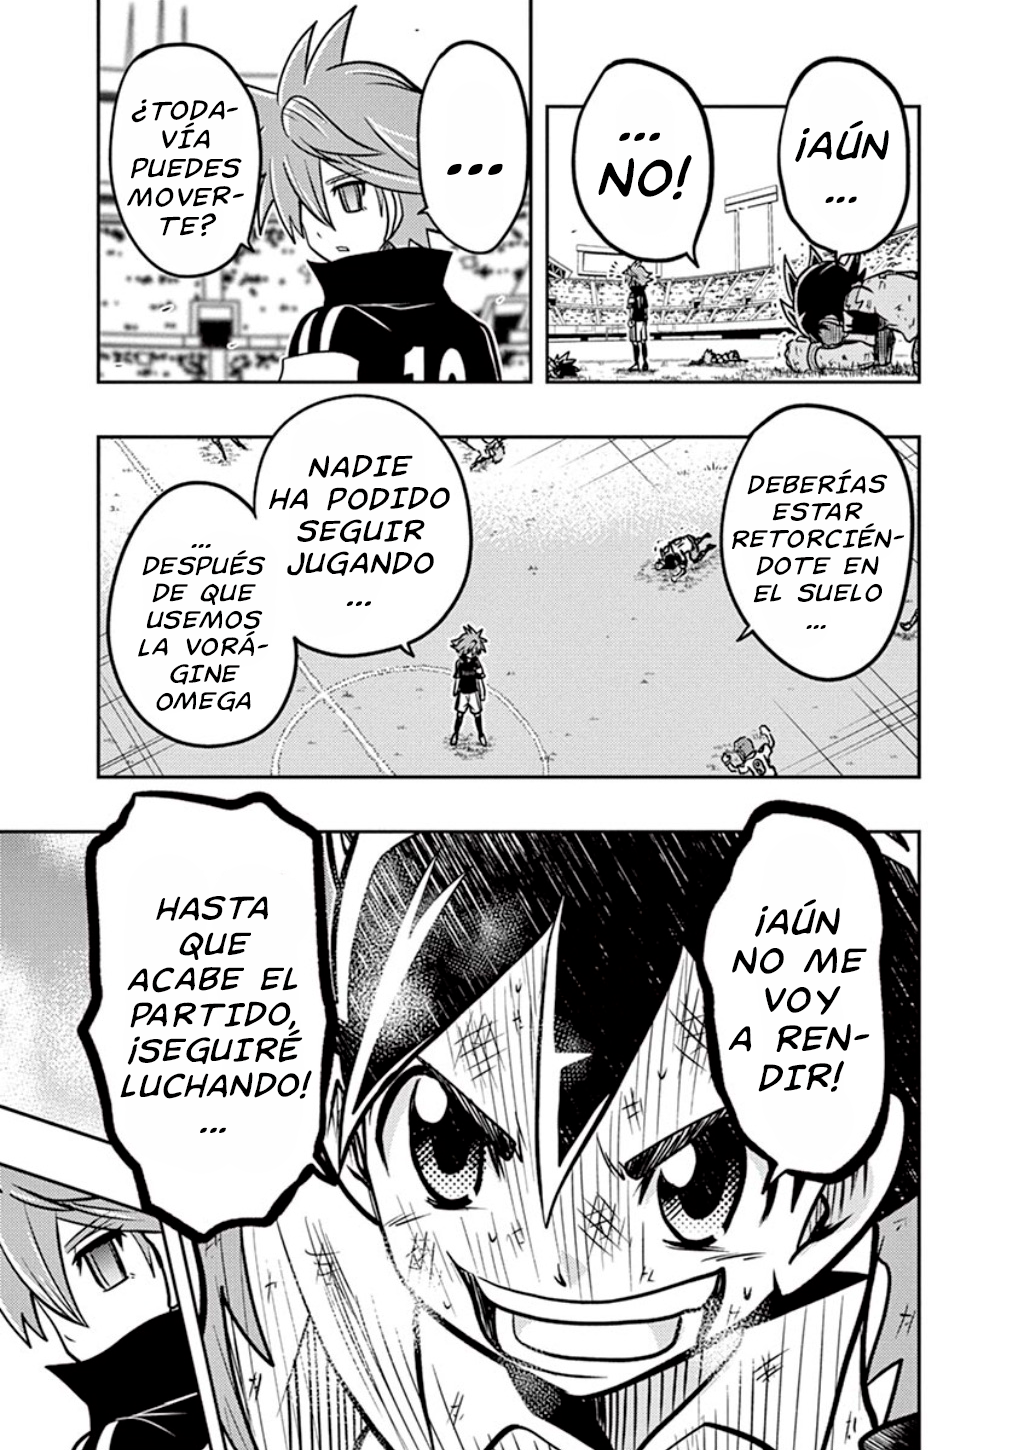 ¡AÚN
...
...
NO!
...
¿TODA-
VÍA
PUEDES
MOVER-
TE?
10
DEBERÍAS
ESTAR
RETORCIÉN-
DOTE EN
EL SUELO
...
NADIE
HA PODIDO
SEGUIR
JUGANDO
...
...
DESPUÉS
DE QUE
USEMOS
LA VORÁ-
GINE
OMEGA
¡AÚN
NO ME
VOY
A REN-
DIR!
HASTA
QUE
ACABE EL
PARTIDO,
¡SEGUIRÉ
LUCHANDO!
...